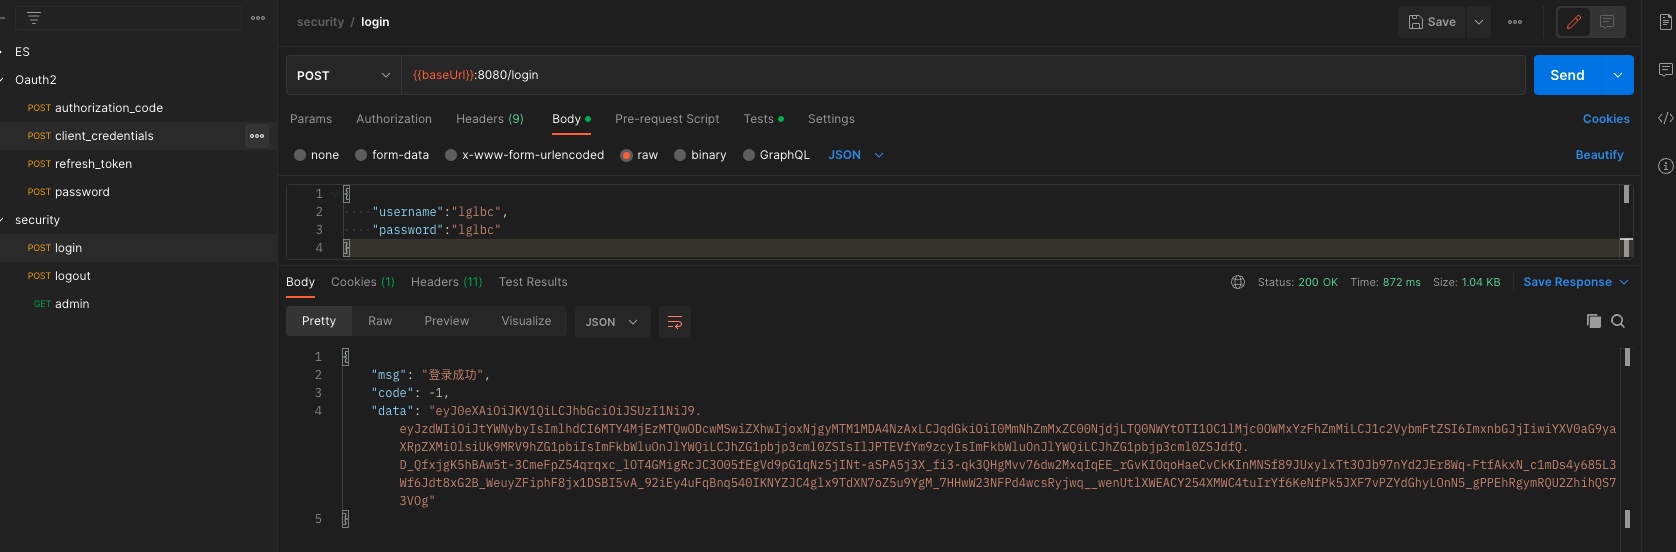 security / login
Save
ES
Oauth2
POST authorization_code
POST client_credentials
POST refresh_token
POST password
security
POST login
POST logout
GET admin
POST
{{baseUrl}}:8080/login
Send
Params Authorization Headers (9) Body Pre-request Script Tests Settings Cookies
none form-data x-www-form-urlencoded raw binary GraphQL JSON Beautify
1 {
2 "username":"lglbc",
3 "password":"lglbc"
4 }
Body Cookies (1) Headers (11) Test Results Status: 200 OK Time: 872 ms Size: 1.04 KB Save Response
Pretty Raw Preview Visualize JSON
1 {
2 "msg": "登录成功",
3 "code": -1,
4 "data": "eyJ0eXAiOiJKV1QiLCJhbGciOiJSUzI1NiJ9.
5 }